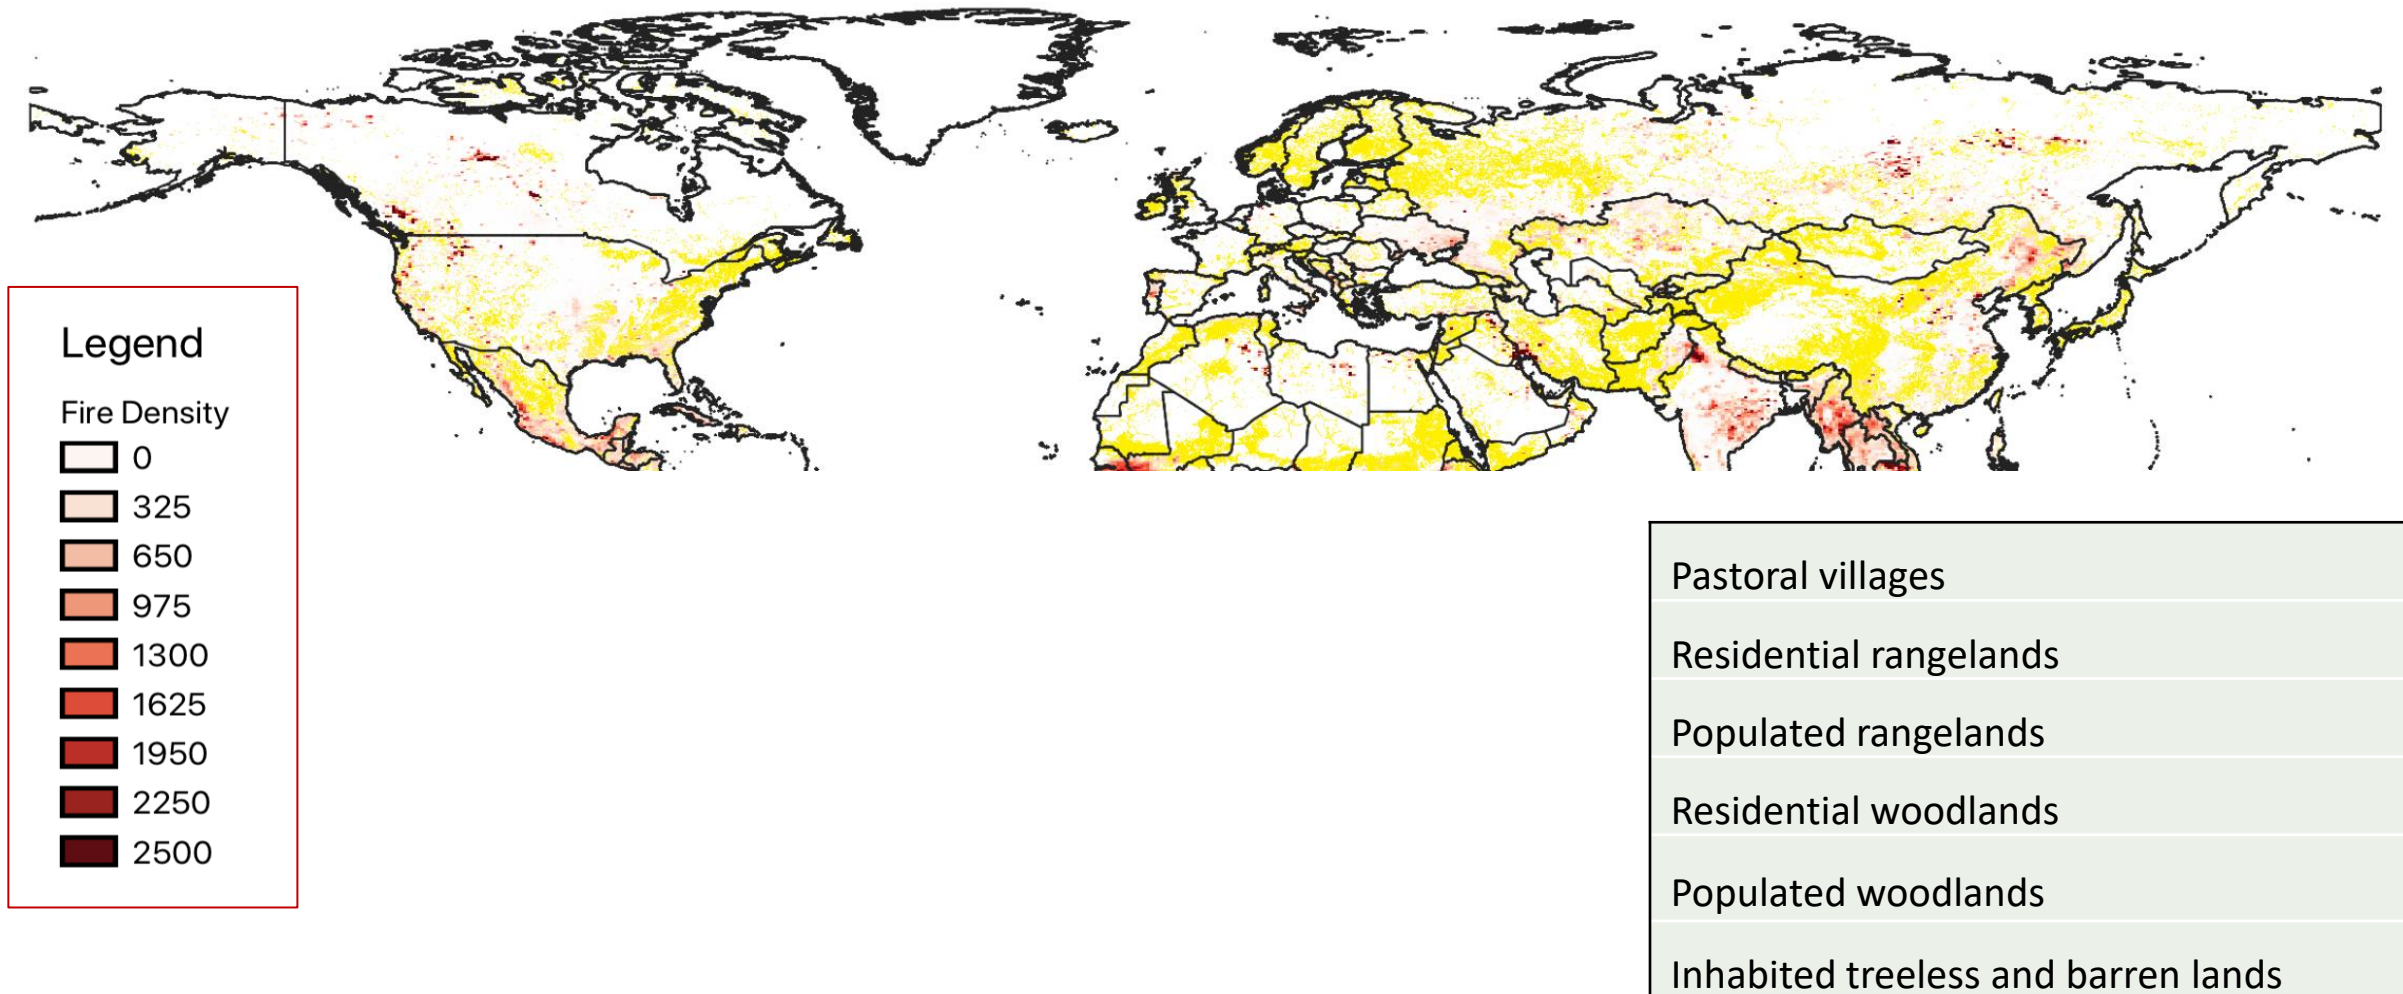 Legend
Fire Density
0
325
650
975
1300
1625
1950
2250
2500
Pastoral villages
Residential rangelands
Populated rangelands
Residential woodlands
Populated woodlands
Inhabited treeless and barren lands